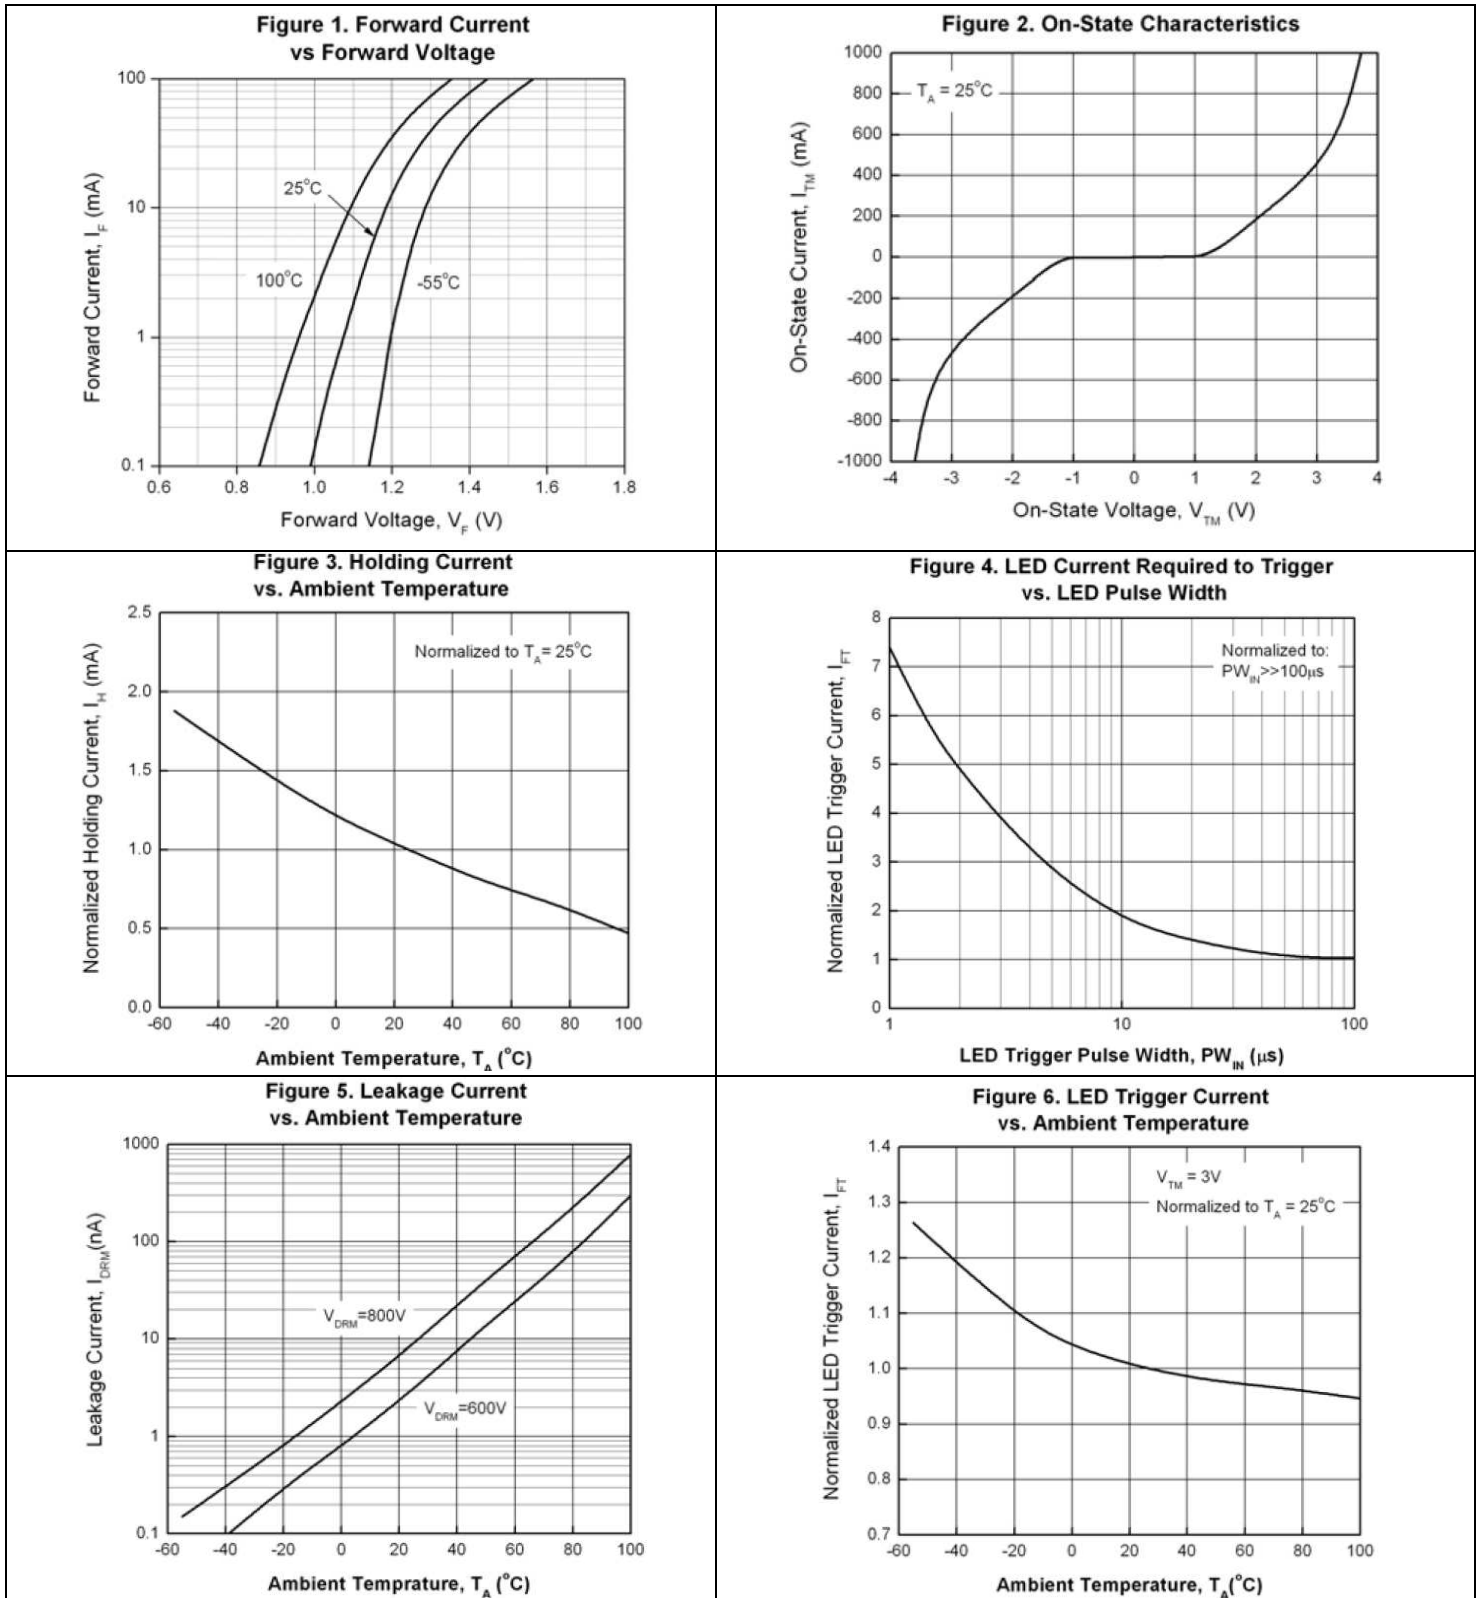 Figure 1. Forward Current
vs Forward Voltage
Forward Current, I_F (mA)
100
10
1
0.1
25°C
100°C
-55°C
0.6 0.8 1.0 1.2 1.4 1.6 1.8
Forward Voltage, V_F (V)
Figure 2. On-State Characteristics
On-State Current, I_TM (mA)
1000
800
600
400
200
0
-200
-400
-600
-800
-1000
T_A = 25°C
-4 -3 -2 -1 0 1 2 3 4
On-State Voltage, V_TM (V)
Figure 3. Holding Current
vs. Ambient Temperature
Normalized Holding Current, I_H (mA)
2.5
2.0
1.5
1.0
0.5
0.0
Normalized to T_A= 25°C
-60 -40 -20 0 20 40 60 80 100
Ambient Temperature, T_A (°C)
Figure 4. LED Current Required to Trigger
vs. LED Pulse Width
Normalized LED Trigger Current, I_FT
8
7
6
5
4
3
2
1
0
Normalized to:
PW_IN>>100µs
1 10 100
LED Trigger Pulse Width, PW_IN (µs)
Figure 5. Leakage Current
vs. Ambient Temperature
Leakage Current, I_DRM (nA)
1000
100
10
1
0.1
V_DRM=800V
V_DRM=600V
-60 -40 -20 0 20 40 60 80 100
Ambient Temprature, T_A (°C)
Figure 6. LED Trigger Current
vs. Ambient Temperature
Normalized LED Trigger Current, I_FT
1.4
1.3
1.2
1.1
1.0
0.9
0.8
0.7
V_TM = 3V
Normalized to T_A = 25°C
-60 -40 -20 0 20 40 60 80 100
Ambient Temperature, T_A(°C)